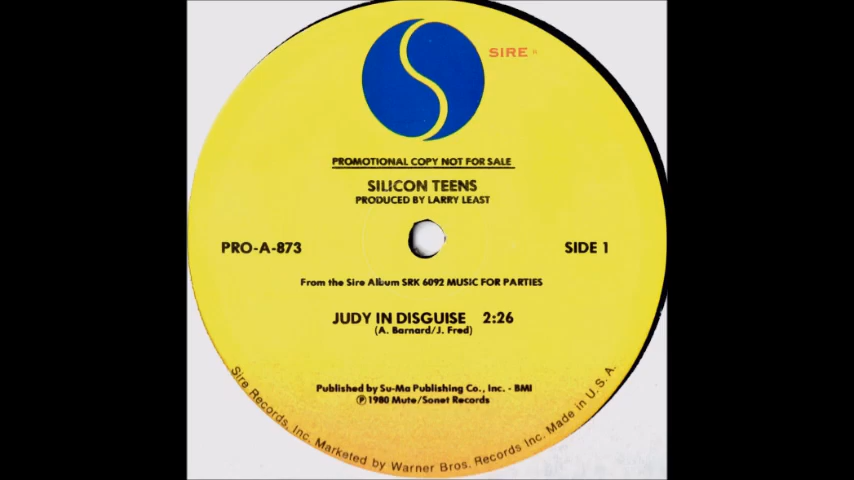 SIRE ®
PROMOTIONAL COPY NOT FOR SALE
SILICON TEENS
PRODUCED BY LARRY LEAST
PRO-A-873
SIDE 1
From the Sire Album SRK 6092 MUSIC FOR PARTIES
JUDY IN DISGUISE 2:26
(A. Barnard/J. Fred)
Published by Su-Ma Publishing Co., Inc. - BMI
Ⓟ 1980 Mute/Sonet Records
Sire Records, Inc. Marketed by Warner Bros. Records Inc. Made in U.S.A.